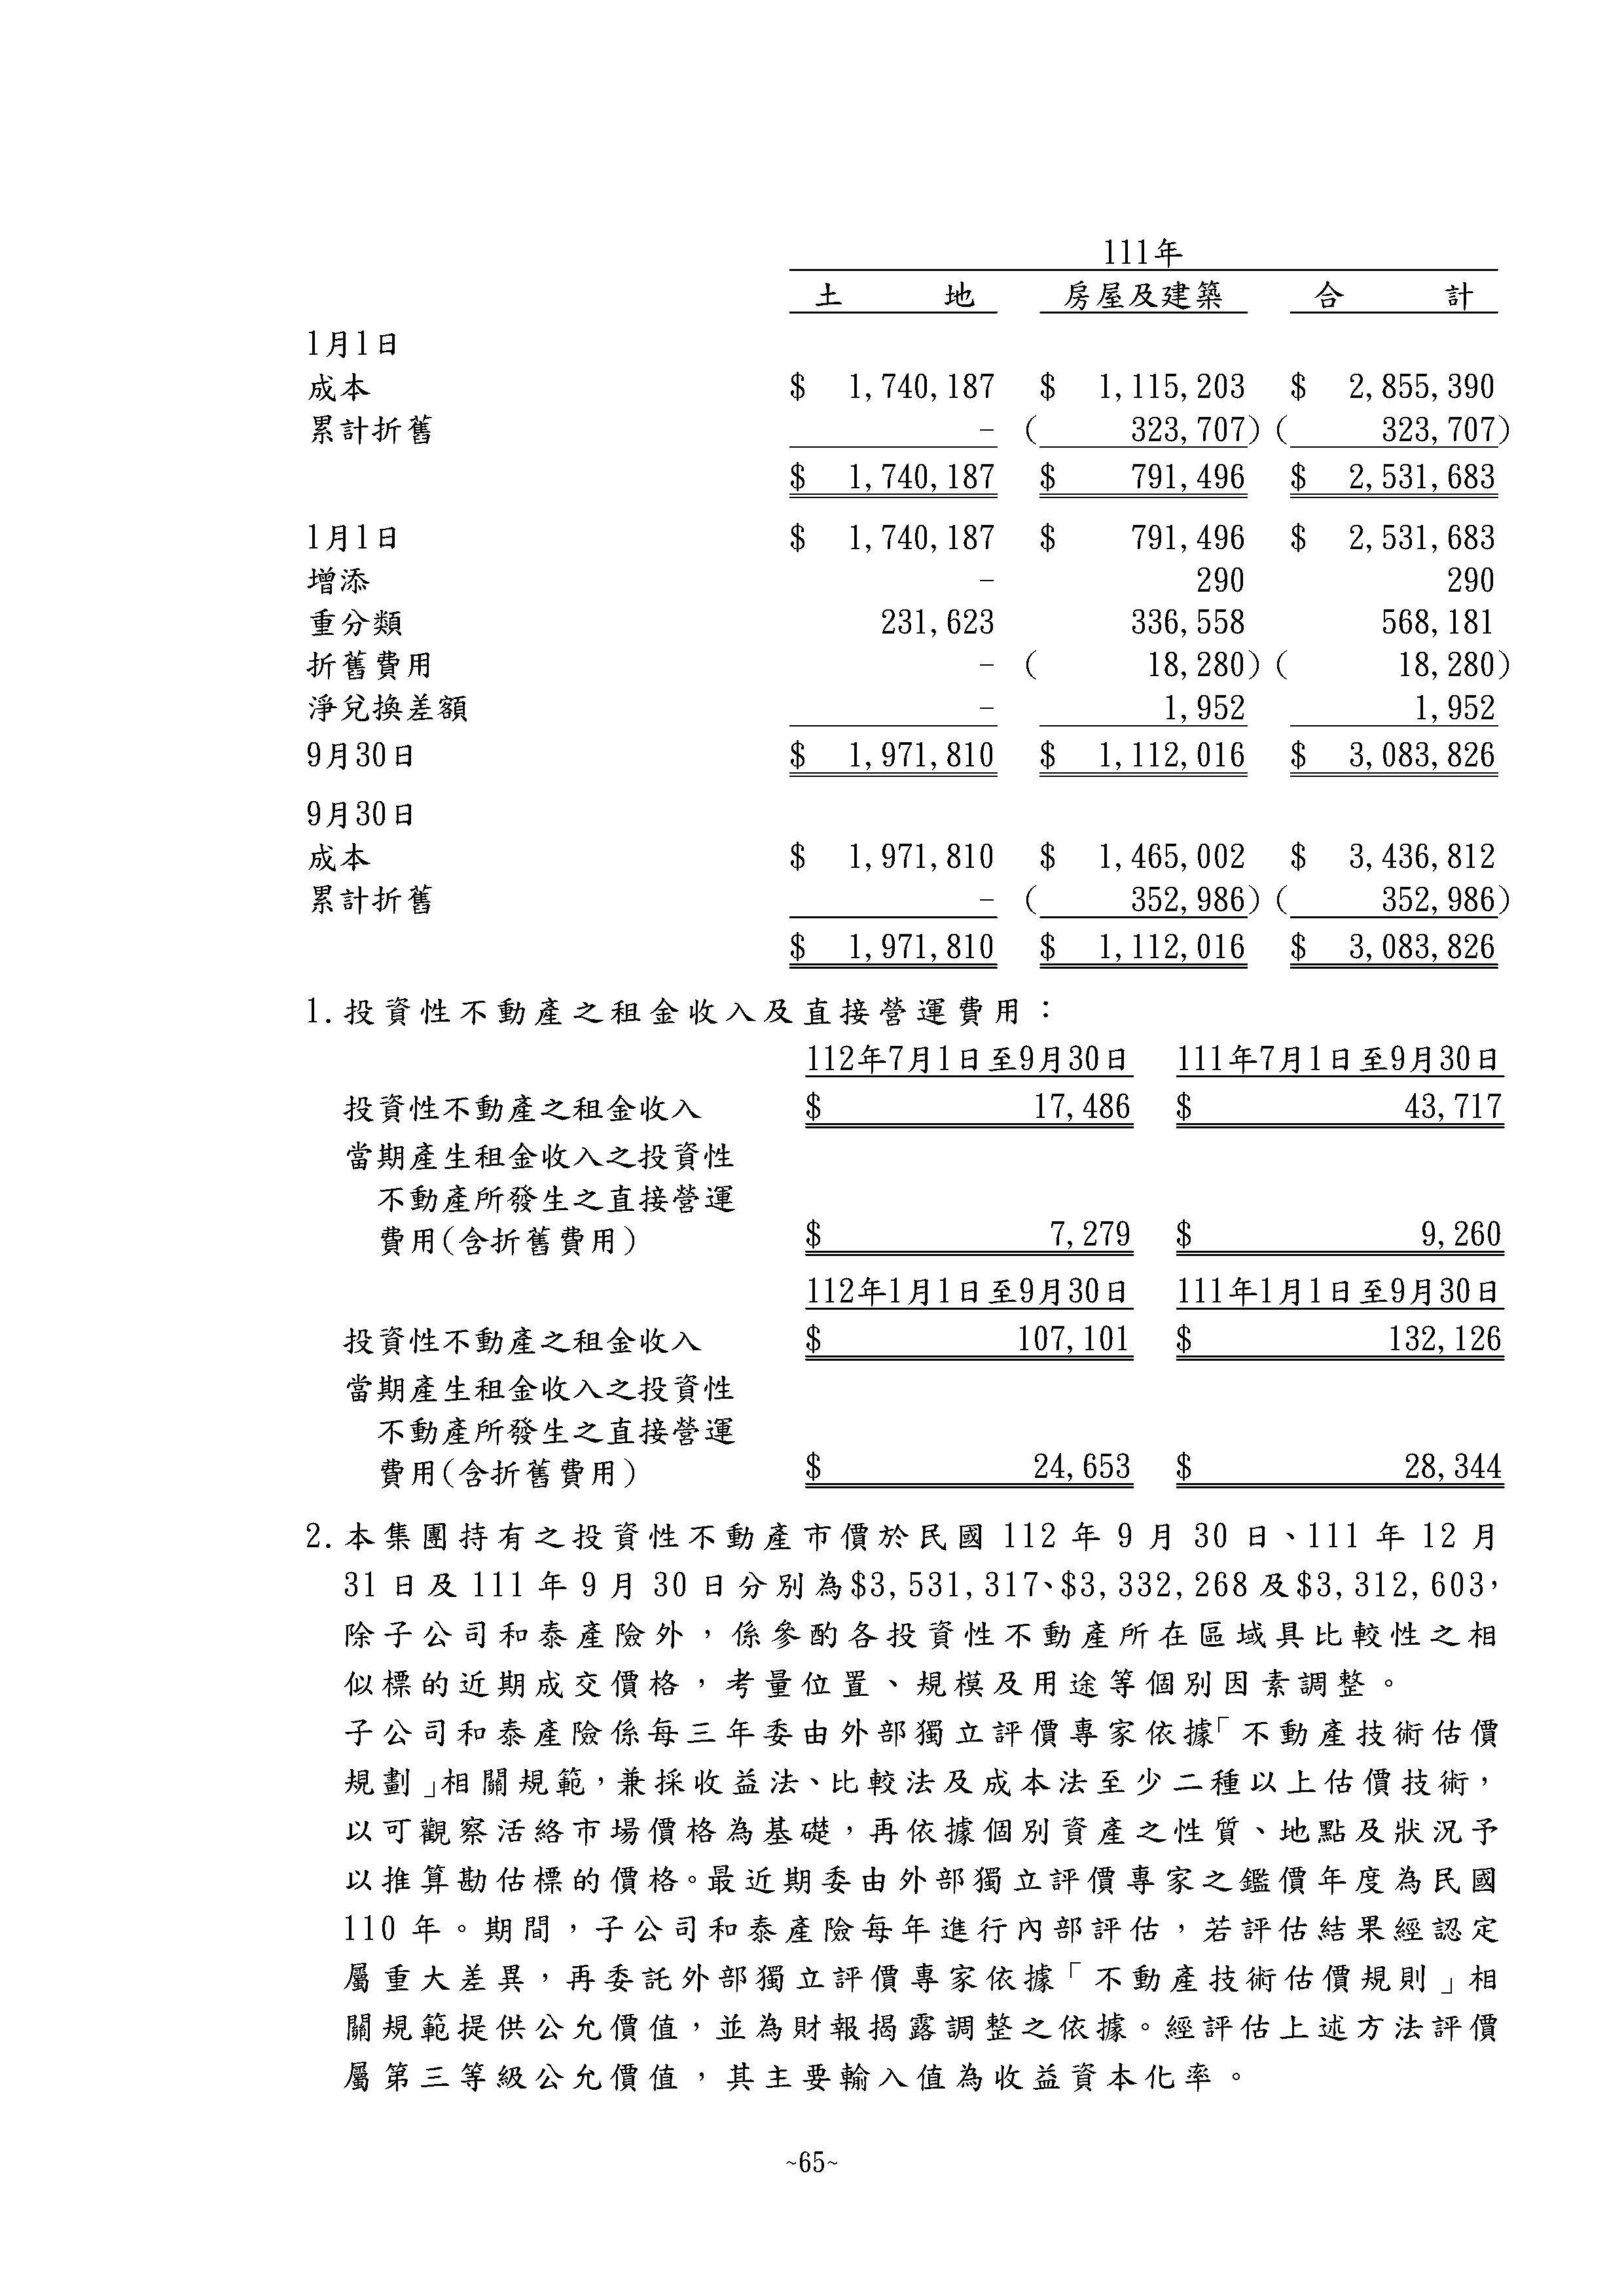 111年
土 地 房屋及建築 合 計
1月1日
成本 $ 1,740,187 $ 1,115,203 $ 2,855,390
累計折舊 - ( 323,707) ( 323,707)
$ 1,740,187 $ 791,496 $ 2,531,683
1月1日 $ 1,740,187 $ 791,496 $ 2,531,683
增添 - 290 290
重分類 231,623 336,558 568,181
折舊費用 - ( 18,280) ( 18,280)
淨兌換差額 - 1,952 1,952
9月30日 $ 1,971,810 $ 1,112,016 $ 3,083,826
9月30日
成本 $ 1,971,810 $ 1,465,002 $ 3,436,812
累計折舊 - ( 352,986) ( 352,986)
$ 1,971,810 $ 1,112,016 $ 3,083,826
1.投資性不動產之租金收入及直接營運費用：
112年7月1日至9月30日 111年7月1日至9月30日
投資性不動產之租金收入 $ 17,486 $ 43,717
當期產生租金收入之投資性
不動產所發生之直接營運
費用(含折舊費用) $ 7,279 $ 9,260
112年1月1日至9月30日 111年1月1日至9月30日
投資性不動產之租金收入 $ 107,101 $ 132,126
當期產生租金收入之投資性
不動產所發生之直接營運
費用(含折舊費用) $ 24,653 $ 28,344
2.本集團持有之投資性不動產市價於民國 112 年 9 月 30 日、111 年 12 月
31 日及 111 年 9 月 30 日分別為$3,531,317、$3,332,268 及$3,312,603，
除子公司和泰產險外，係參酌各投資性不動產所在區域具比較性之相
似標的近期成交價格，考量位置、規模及用途等個別因素調整。
子公司和泰產險係每三年委由外部獨立評價專家依據「不動產技術估價
規劃」相關規範，兼採收益法、比較法及成本法至少二種以上估價技術，
以可觀察活絡市場價格為基礎，再依據個別資產之性質、地點及狀況予
以推算勘估標的價格。最近期委由外部獨立評價專家之鑑價年度為民國
110 年。期間，子公司和泰產險每年進行內部評估，若評估結果經認定
屬重大差異，再委託外部獨立評價專家依據「不動產技術估價規則」相
關規範提供公允價值，並為財報揭露調整之依據。經評估上述方法評價
屬第三等級公允價值，其主要輸入值為收益資本化率。
~65~